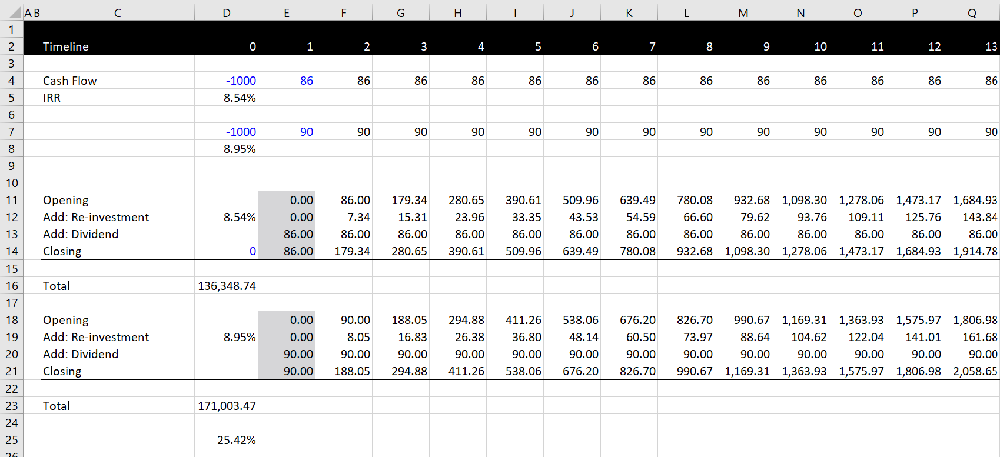 A B C D E F G H I J K L M N O P Q
1
2 Timeline 0 1 2 3 4 5 6 7 8 9 10 11 12 13
3
4 Cash Flow -1000 86 86 86 86 86 86 86 86 86 86 86 86 86
5 IRR 8.54%
6
7 -1000 90 90 90 90 90 90 90 90 90 90 90 90 90
8 8.95%
9
10
11 Opening 0.00 86.00 179.34 280.65 390.61 509.96 639.49 780.08 932.68 1,098.30 1,278.06 1,473.17 1,684.93
12 Add: Re-investment 8.54% 0.00 7.34 15.31 23.96 33.35 43.53 54.59 66.60 79.62 93.76 109.11 125.76 143.84
13 Add: Dividend 86.00 86.00 86.00 86.00 86.00 86.00 86.00 86.00 86.00 86.00 86.00 86.00 86.00
14 Closing 0 86.00 179.34 280.65 390.61 509.96 639.49 780.08 932.68 1,098.30 1,278.06 1,473.17 1,684.93 1,914.78
15
16 Total 136,348.74
17
18 Opening 0.00 90.00 188.05 294.88 411.26 538.06 676.20 826.70 990.67 1,169.31 1,363.93 1,575.97 1,806.98
19 Add: Re-investment 8.95% 0.00 8.05 16.83 26.38 36.80 48.14 60.50 73.97 88.64 104.62 122.04 141.01 161.68
20 Add: Dividend 90.00 90.00 90.00 90.00 90.00 90.00 90.00 90.00 90.00 90.00 90.00 90.00 90.00
21 Closing 90.00 188.05 294.88 411.26 538.06 676.20 826.70 990.67 1,169.31 1,363.93 1,575.97 1,806.98 2,058.65
22
23 Total 171,003.47
24
25 25.42%
26